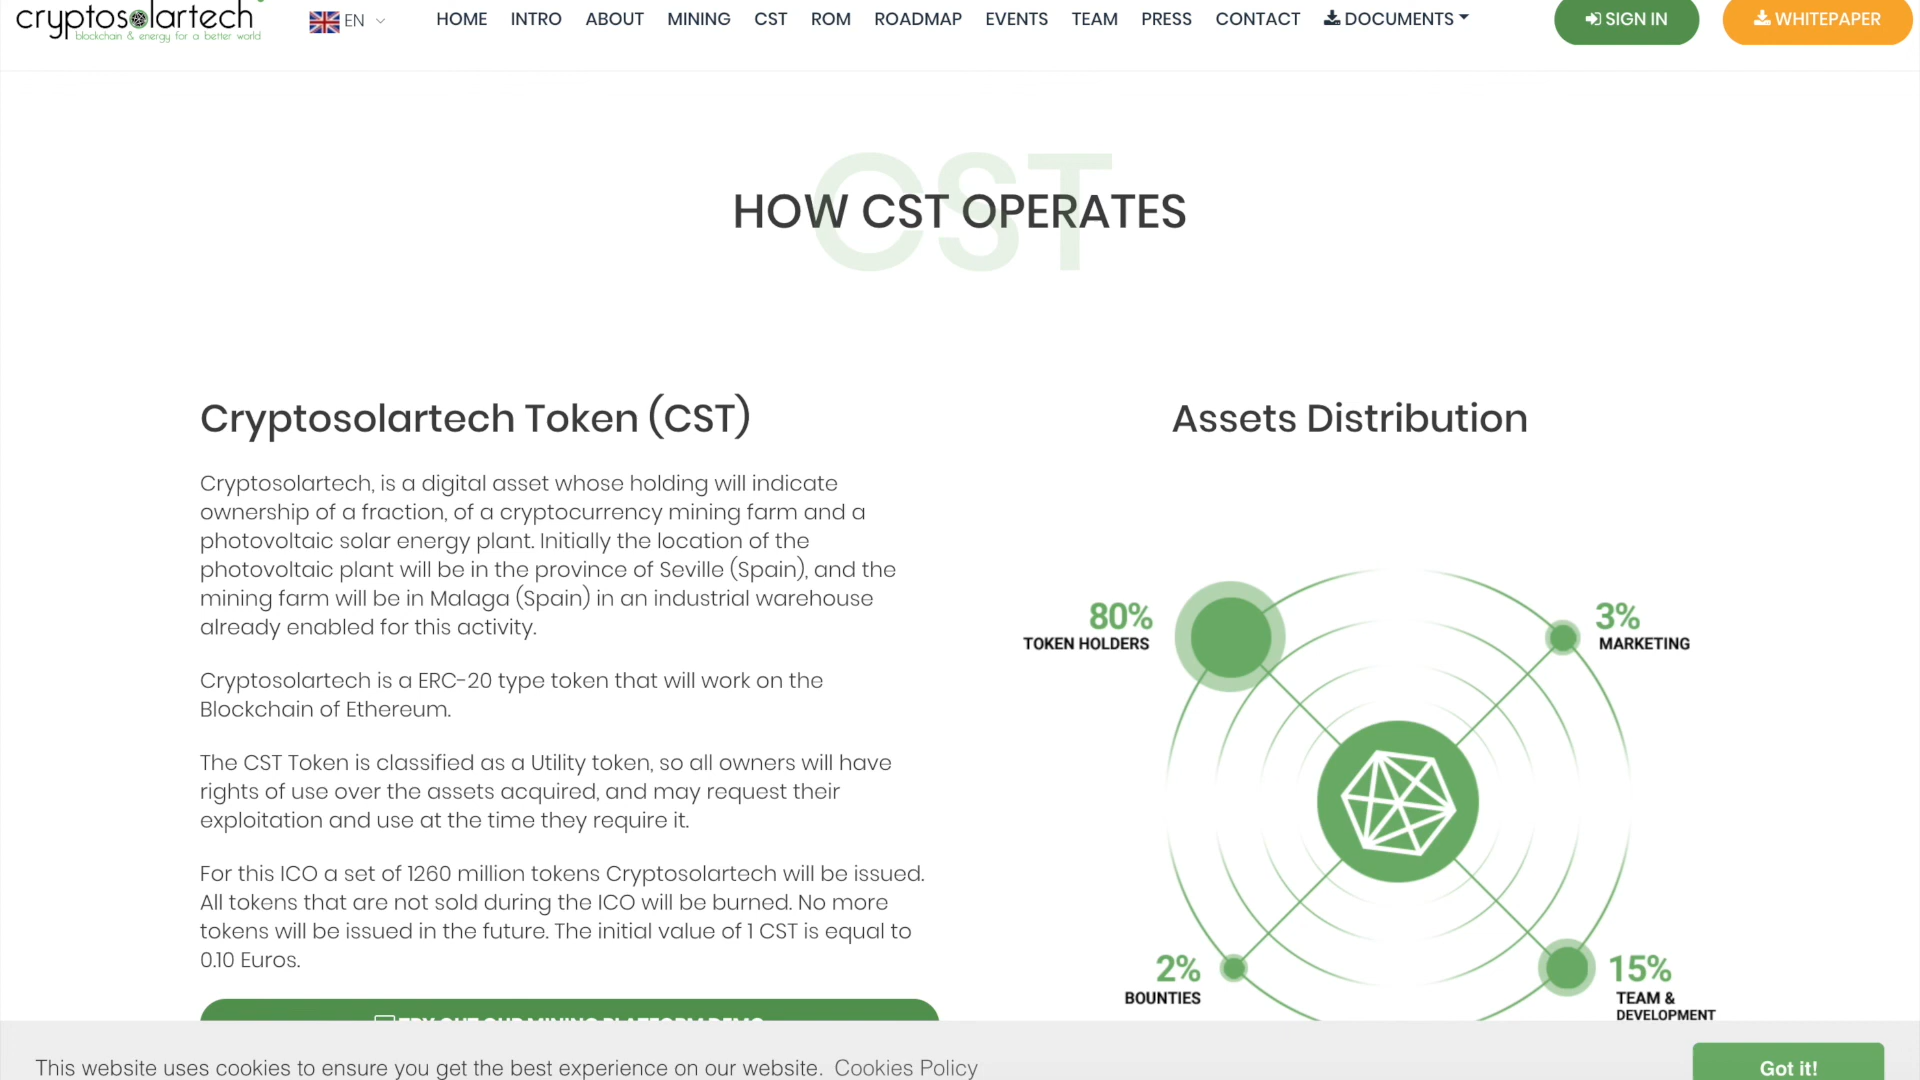 cryptosolartech
blockchain & energy for a better world
EN
HOME INTRO ABOUT MINING CST ROM ROADMAP EVENTS TEAM PRESS CONTACT DOCUMENTS
SIGN IN
WHITEPAPER
CST
HOW CST OPERATES
Cryptosolartech Token (CST)
Cryptosolartech, is a digital asset whose holding will indicate
ownership of a fraction, of a cryptocurrency mining farm and a
photovoltaic solar energy plant. Initially the location of the
photovoltaic plant will be in the province of Seville (Spain), and the
mining farm will be in Malaga (Spain) in an industrial warehouse
already enabled for this activity.
Cryptosolartech is a ERC-20 type token that will work on the
Blockchain of Ethereum.
The CST Token is classified as a Utility token, so all owners will have
rights of use over the assets acquired, and may request their
exploitation and use at the time they require it.
For this ICO a set of 1260 million tokens Cryptosolartech will be issued.
All tokens that are not sold during the ICO will be burned. No more
tokens will be issued in the future. The initial value of 1 CST is equal to
0.10 Euros.
TRY OUT OUR MINING PLATFORM DEMO
Assets Distribution
80%
TOKEN HOLDERS
3%
MARKETING
2%
BOUNTIES
15%
TEAM &
DEVELOPMENT
This website uses cookies to ensure you get the best experience on our website. Cookies Policy
Got it!